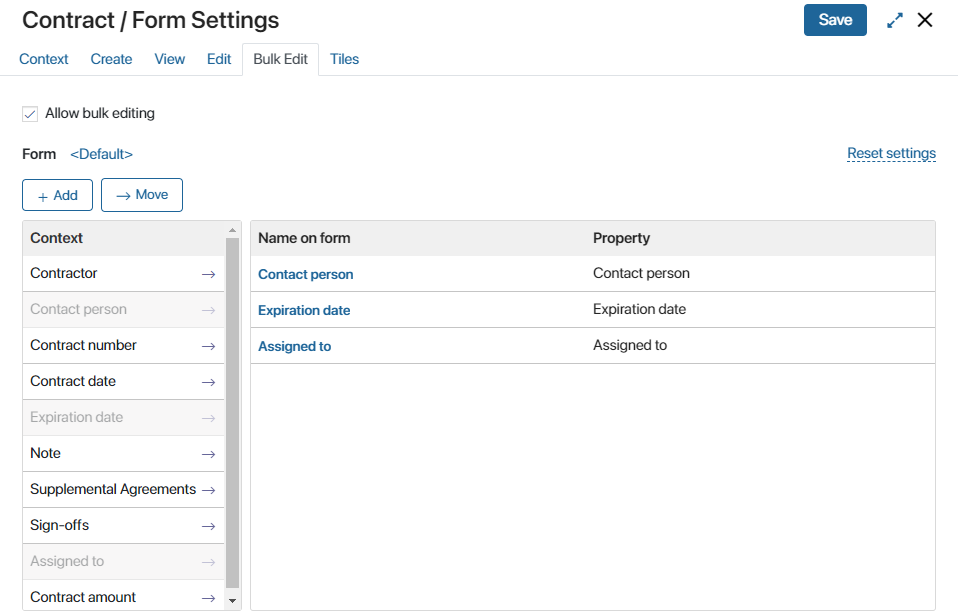 Contract / Form Settings
Save
Context Create View Edit Bulk Edit Tiles
Allow bulk editing
Form <Default>
Reset settings
+ Add
→ Move
Context
Contractor →
Contact person →
Contract number →
Contract date →
Expiration date →
Note →
Supplemental Agreements →
Sign-offs →
Assigned to →
Contract amount →
Name on form Property
Contact person Contact person
Expiration date Expiration date
Assigned to Assigned to